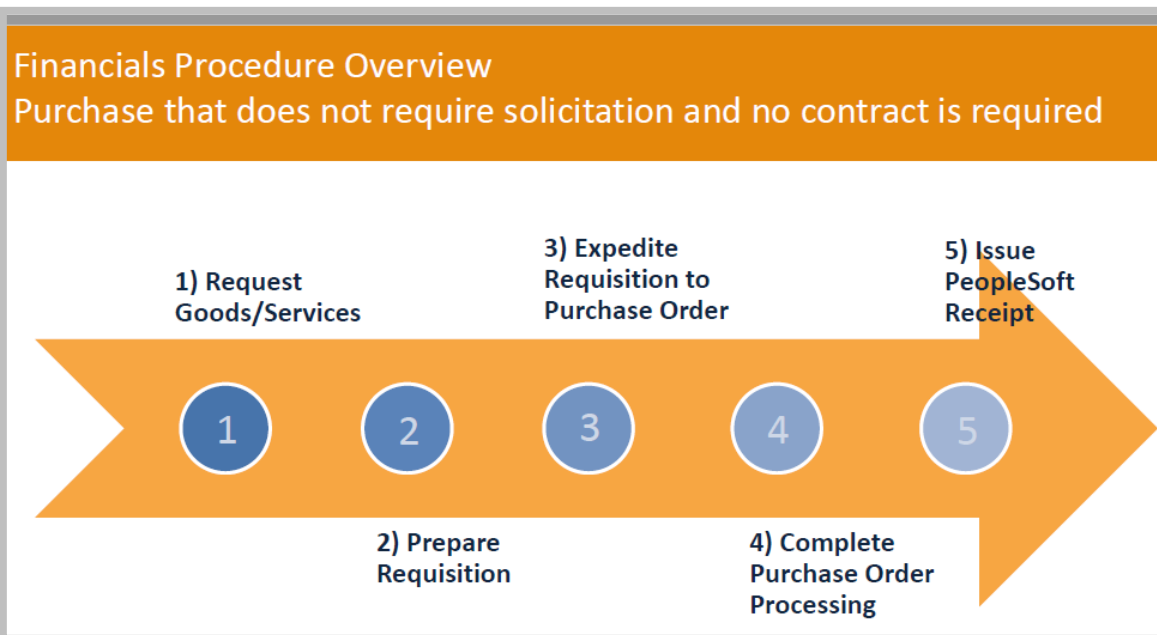 Financials Procedure Overview
Purchase that does not require solicitation and no contract is required
1) Request
Goods/Services
3) Expedite
Requisition to
Purchase Order
5) Issue
PeopleSoft
Receipt
1
2
3
4
5
2) Prepare
Requisition
4) Complete
Purchase Order
Processing